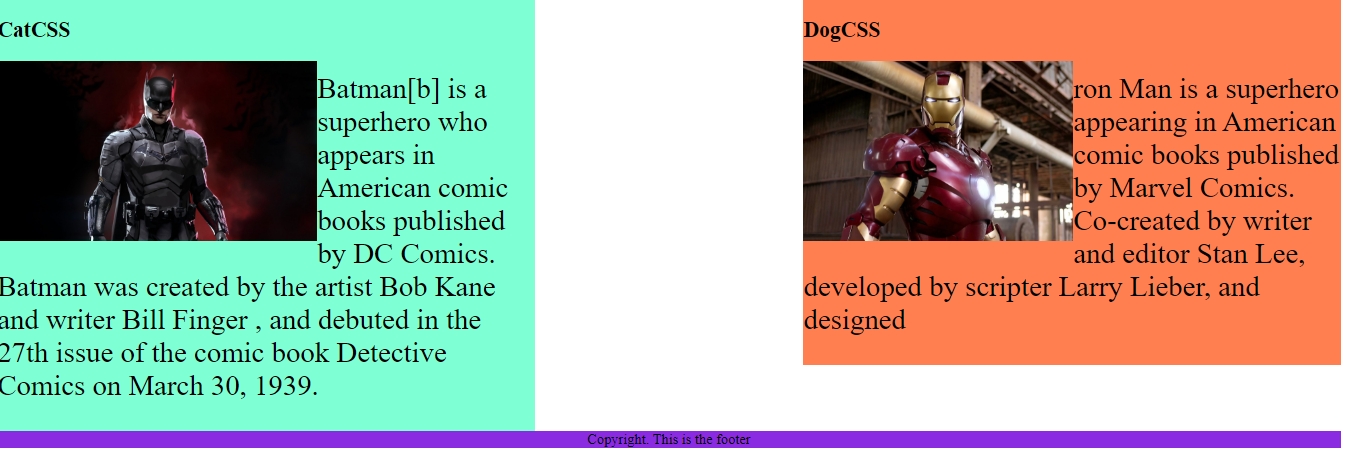 CatCSS
Batman[b] is a
superhero who
appears in
American comic
books published
by DC Comics.
Batman was created by the artist Bob Kane
and writer Bill Finger , and debuted in the
27th issue of the comic book Detective
Comics on March 30, 1939.
DogCSS
ron Man is a superhero
appearing in American
comic books published
by Marvel Comics.
Co-created by writer
and editor Stan Lee,
developed by scripter Larry Lieber, and
designed
Copyright. This is the footer